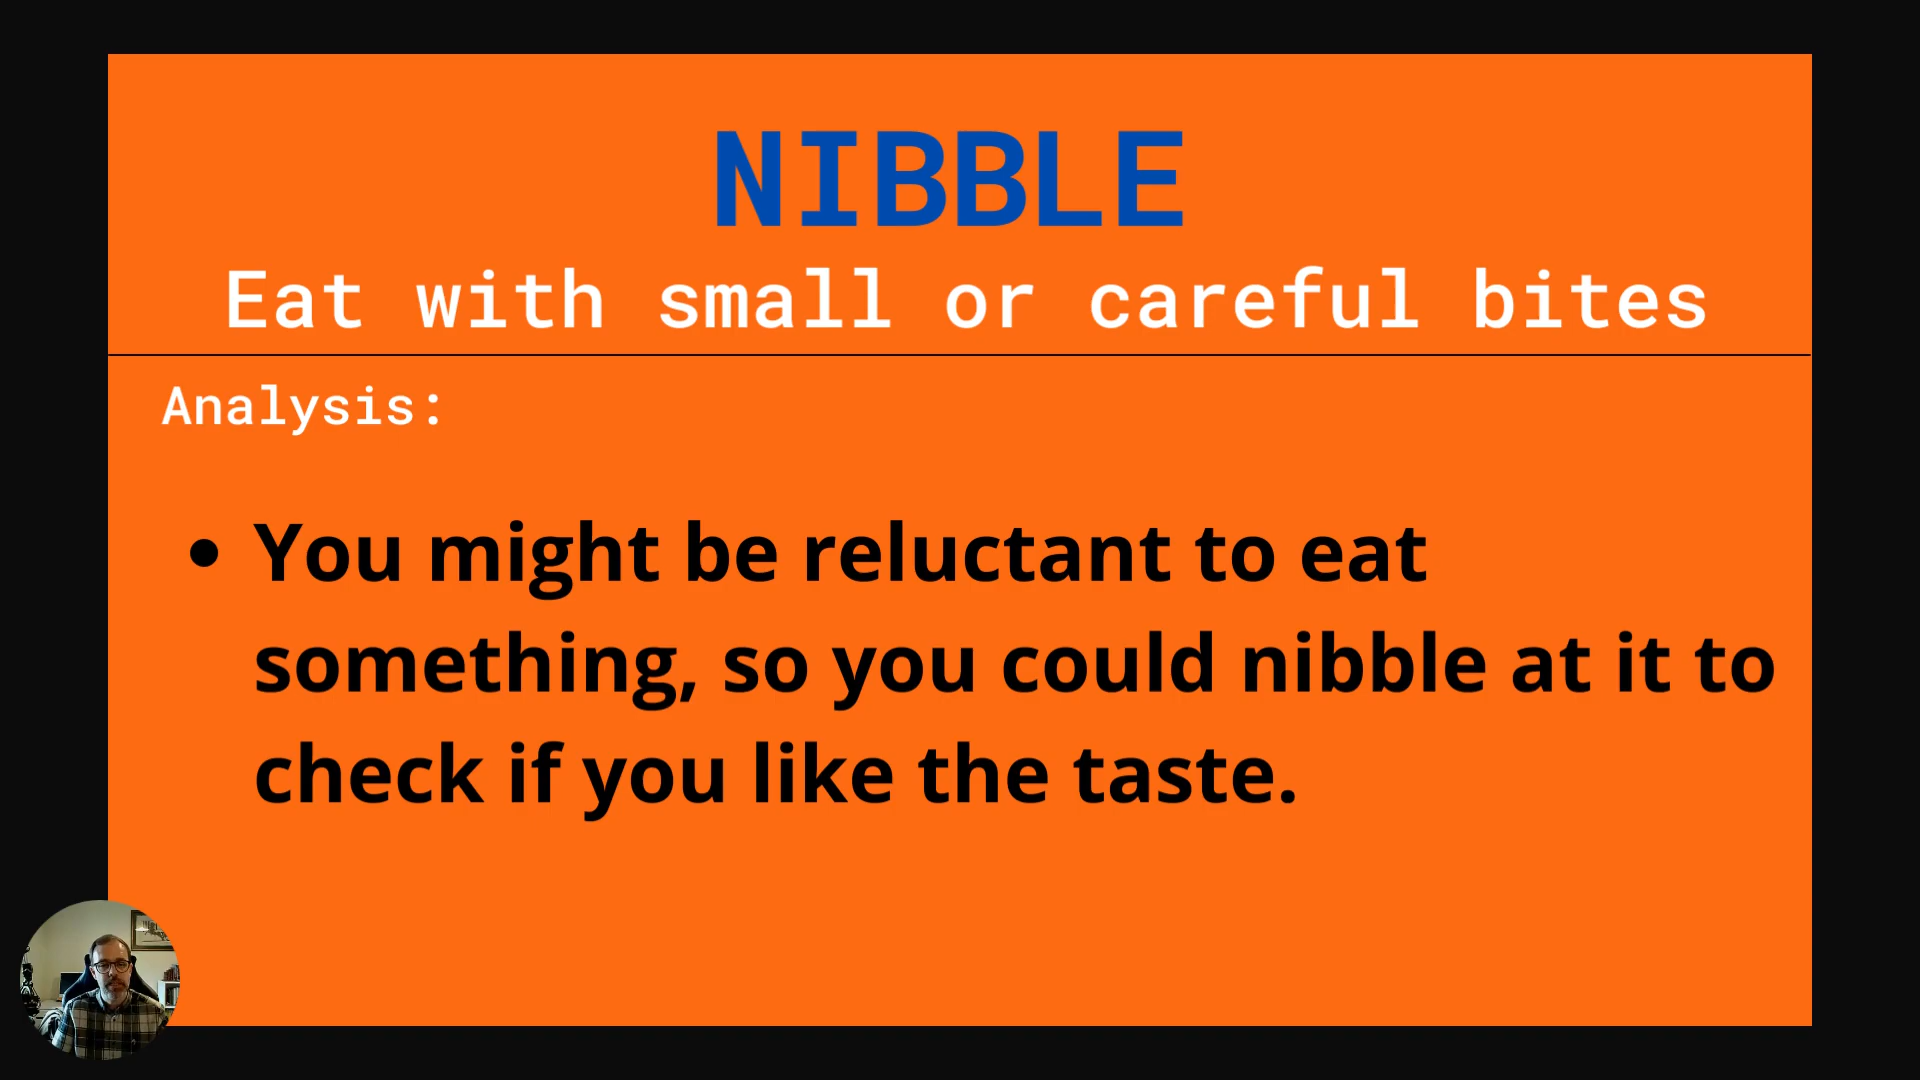 NIBBLE
Eat with small or careful bites
Analysis:
• You might be reluctant to eat
something, so you could nibble at it to
check if you like the taste.